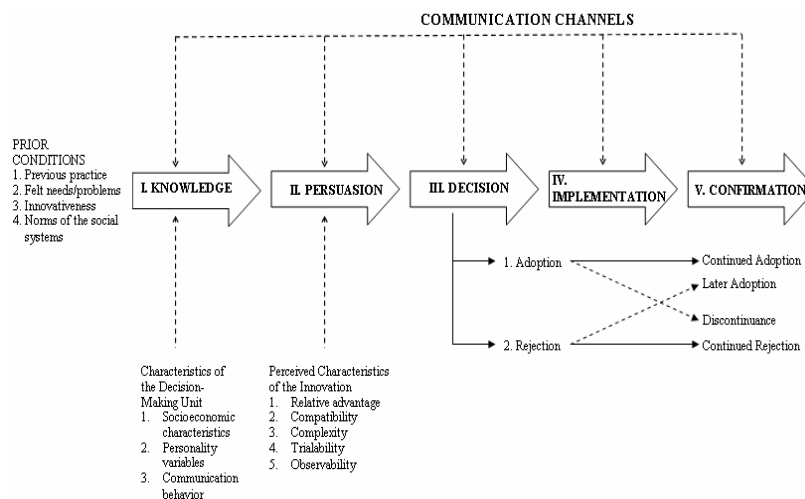 COMMUNICATION CHANNELS
PRIOR
CONDITIONS
1. Previous practice
2. Felt needs/problems
3. Innovativeness
4. Norms of the social
systems
I. KNOWLEDGE
II. PERSUASION
III. DECISION
IV.
IMPLEMENTATION
V. CONFIRMATION
1. Adoption
2. Rejection
Continued Adoption
Later Adoption
Discontinuance
Continued Rejection
Characteristics of
the Decision-
Making Unit
1. Socioeconomic
characteristics
2. Personality
variables
3. Communication
behavior
Perceived Characteristics
of the Innovation
1. Relative advantage
2. Compatibility
3. Complexity
4. Trialability
5. Observability